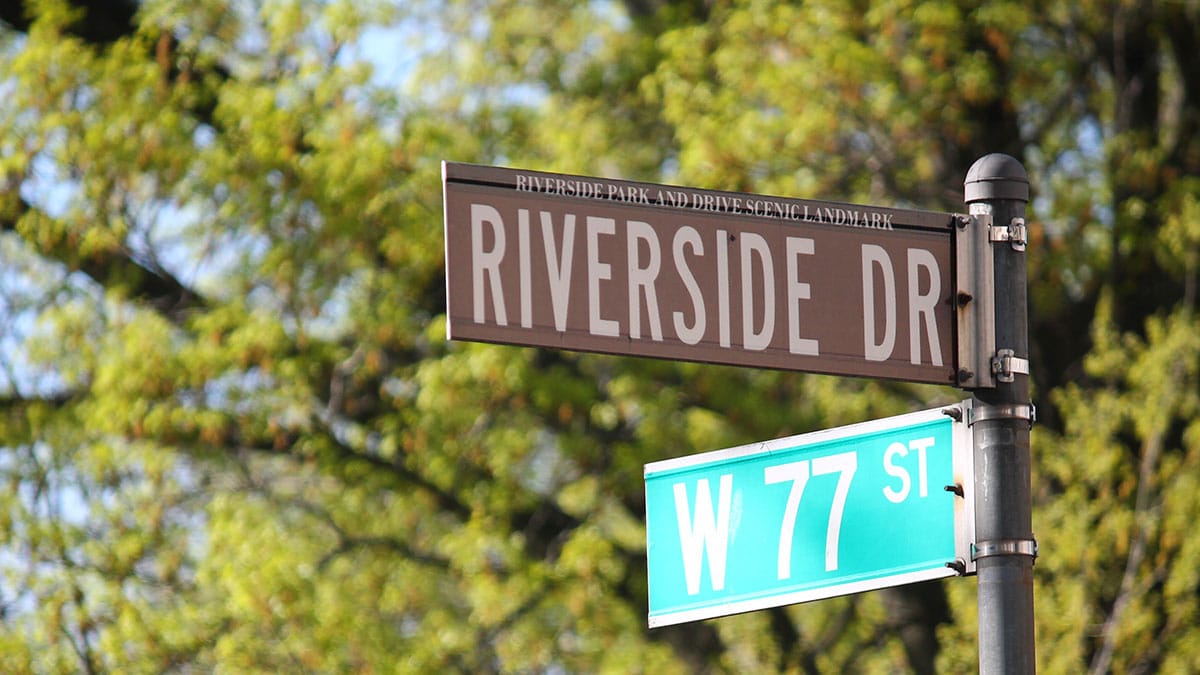 RIVERSIDE PARK AND DRIVE SCENIC LANDMARK
RIVERSIDE DR
W 77 ST